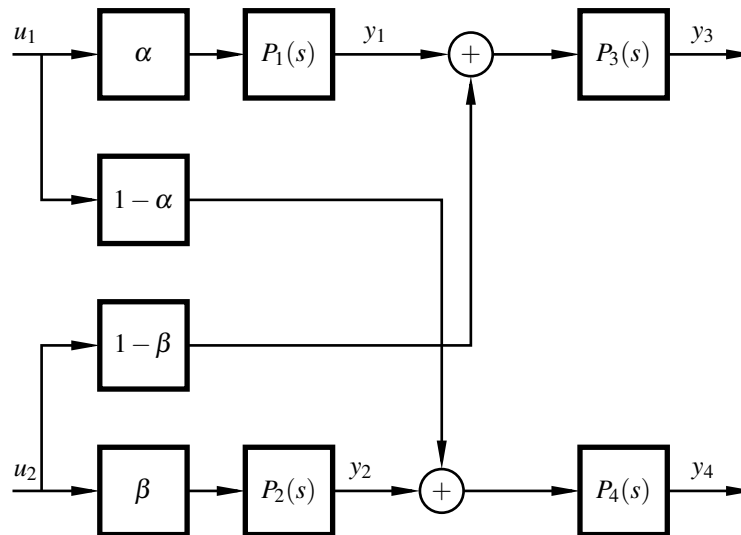 u₁ α P₁(s) y₁ + P₃(s) y₃
1 − α
1 − β
u₂ β P₂(s) y₂ + P₄(s) y₄